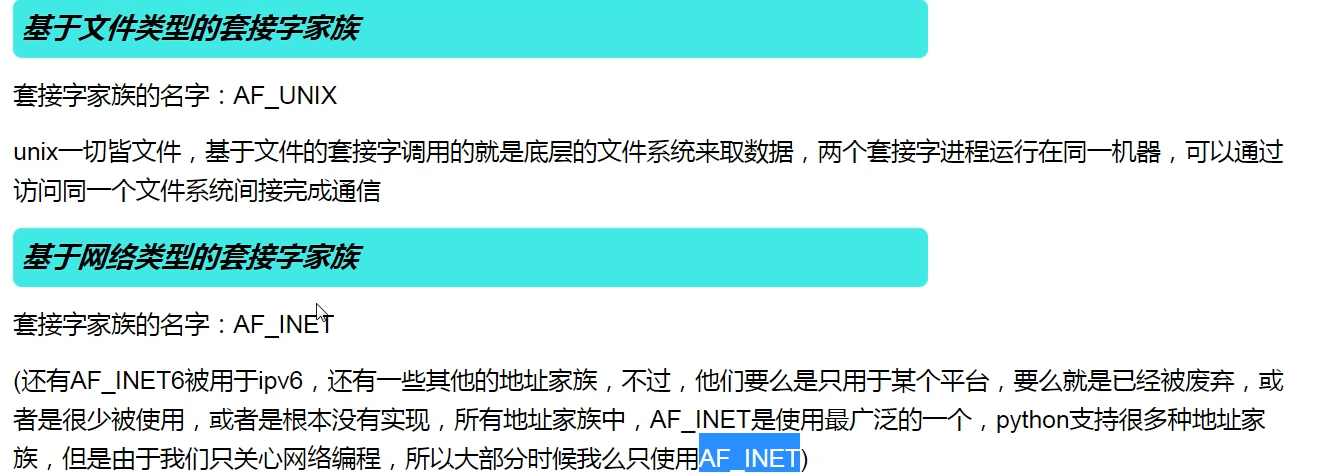 基于文件类型的套接字家族
套接字家族的名字：AF_UNIX
unix一切皆文件，基于文件的套接字调用的就是底层的文件系统来取数据，两个套接字进程运行在同一机器，可以通过
访问同一个文件系统间接完成通信
基于网络类型的套接字家族
套接字家族的名字：AF_INET
(还有AF_INET6被用于ipv6，还有一些其他的地址家族，不过，他们要么是只用于某个平台，要么就是已经被废弃，或
者是很少被使用，或者是根本没有实现，所有地址家族中，AF_INET是使用最广泛的一个，python支持很多种地址家
族，但是由于我们只关心网络编程，所以大部分时候我么只使用AF_INET)